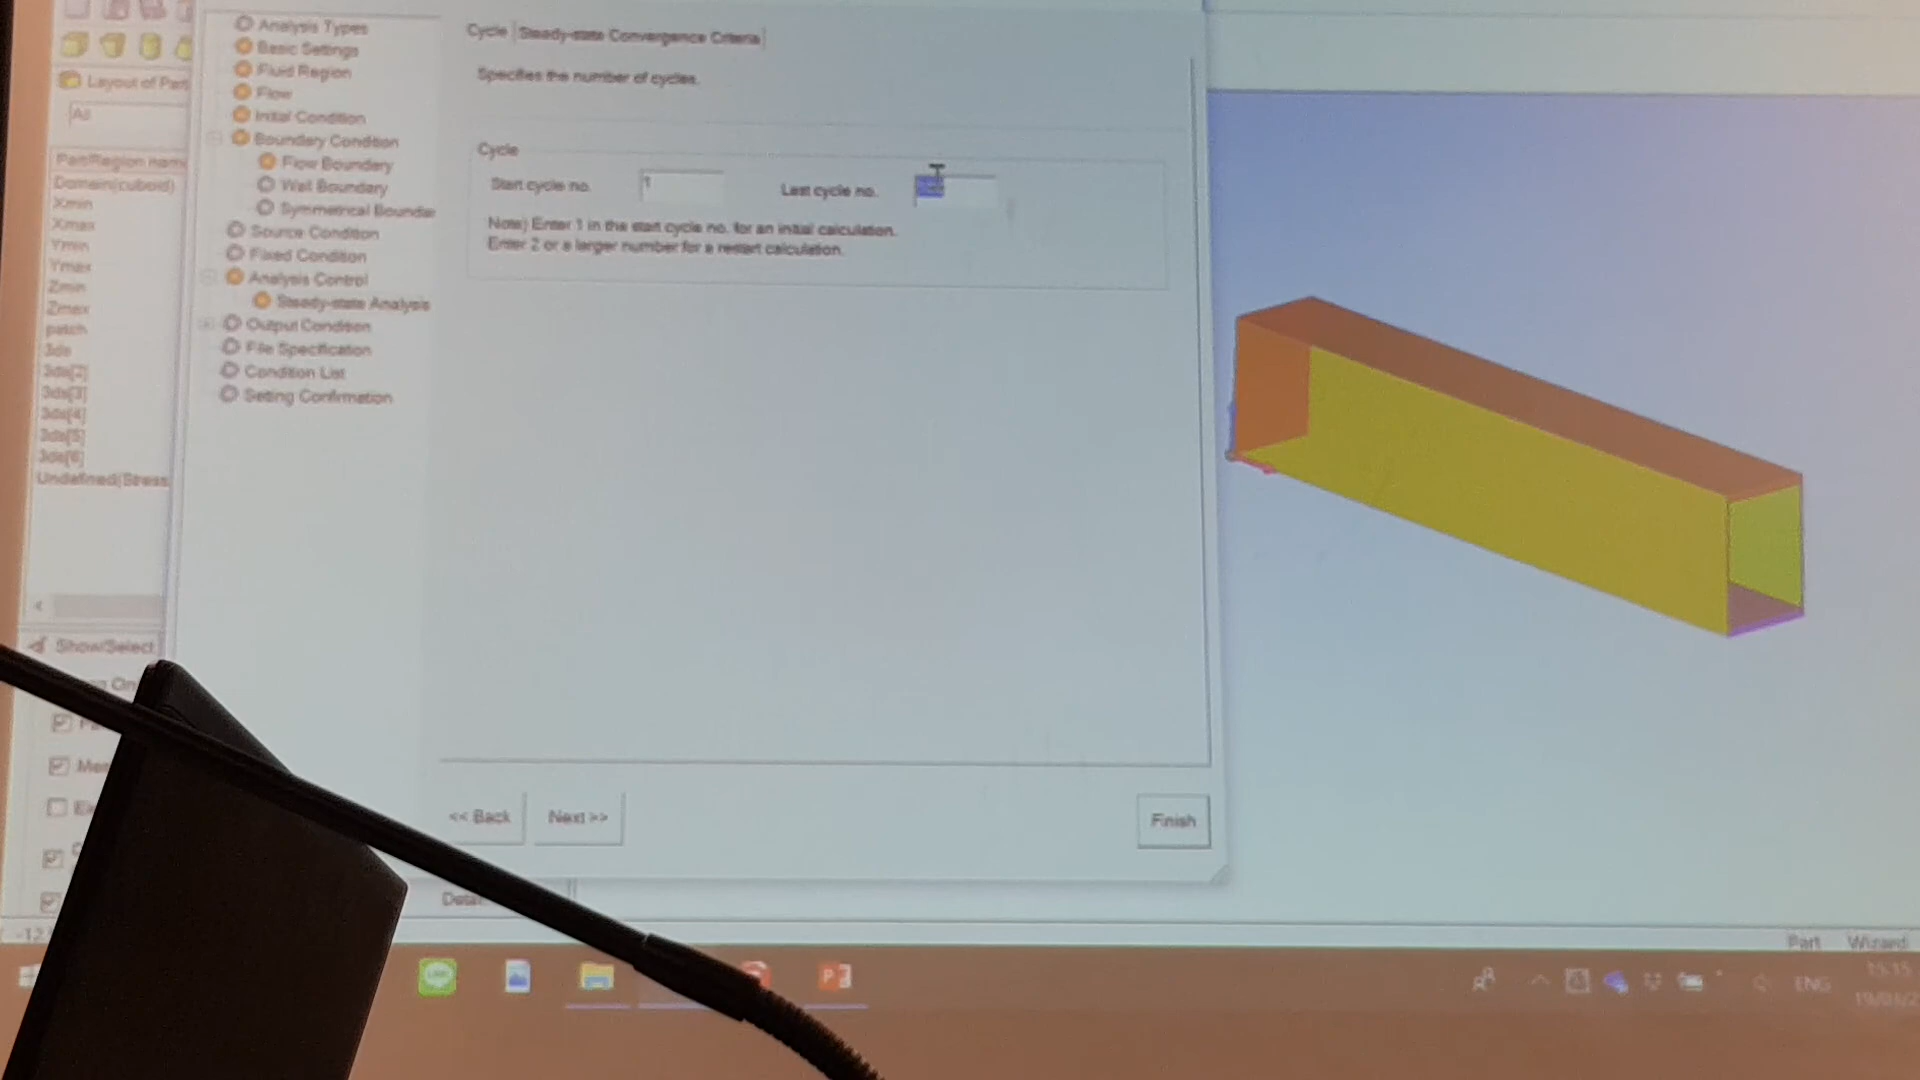 Layout of Part
All
Part/Region name
Domain(cuboid)
Xmin
Xmax
Ymin
Ymax
Zmin
Zmax
patch
3ds
3ds[2]
3ds[3]
3ds[4]
3ds[5]
3ds[6]
Undefined(Stress
Show/Select
Analysis Types
Basic Settings
Fluid Region
Flow
Initial Condition
Boundary Condition
Flow Boundary
Wall Boundary
Symmetrical Boundar
Source Condition
Fixed Condition
Analysis Control
Steady-state Analysis
Output Condition
File Specification
Condition List
Setting Confirmation
Cycle
Steady-state Convergence Criteria
Specifies the number of cycles.
Cycle
Start cycle no.
1
Last cycle no.
Note) Enter 1 in the start cycle no. for an initial calculation.
Enter 2 or a larger number for a restart calculation.
<< Back
Next >>
Finish
Part
Wizard
ENG
15:15